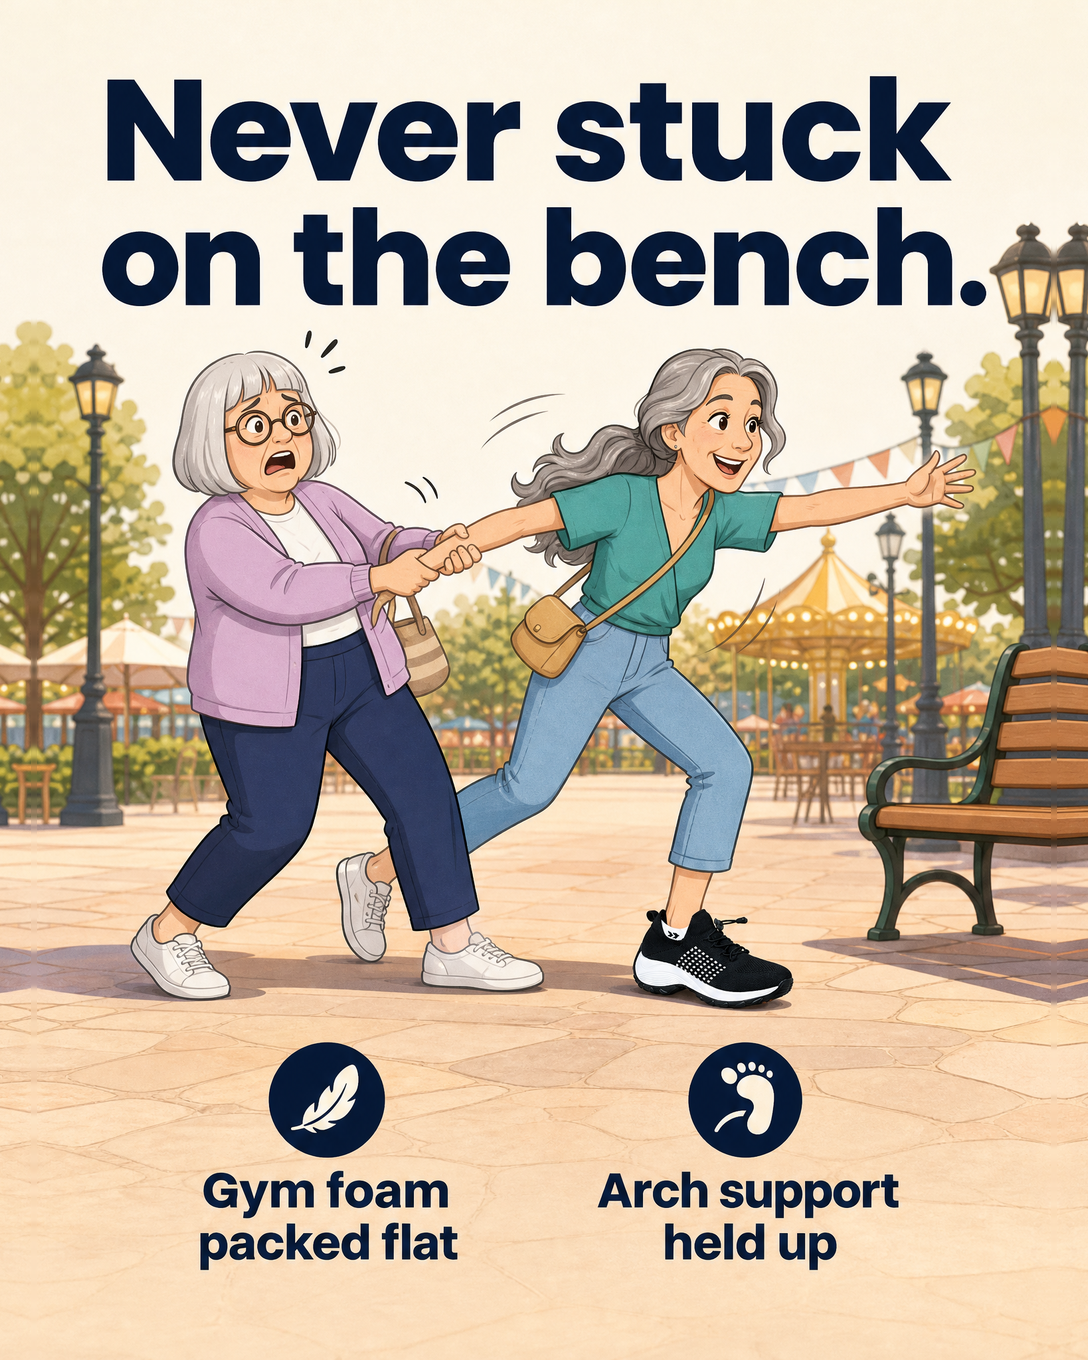 Never stuck
on the bench.
Gym foam
packed flat
Arch support
held up